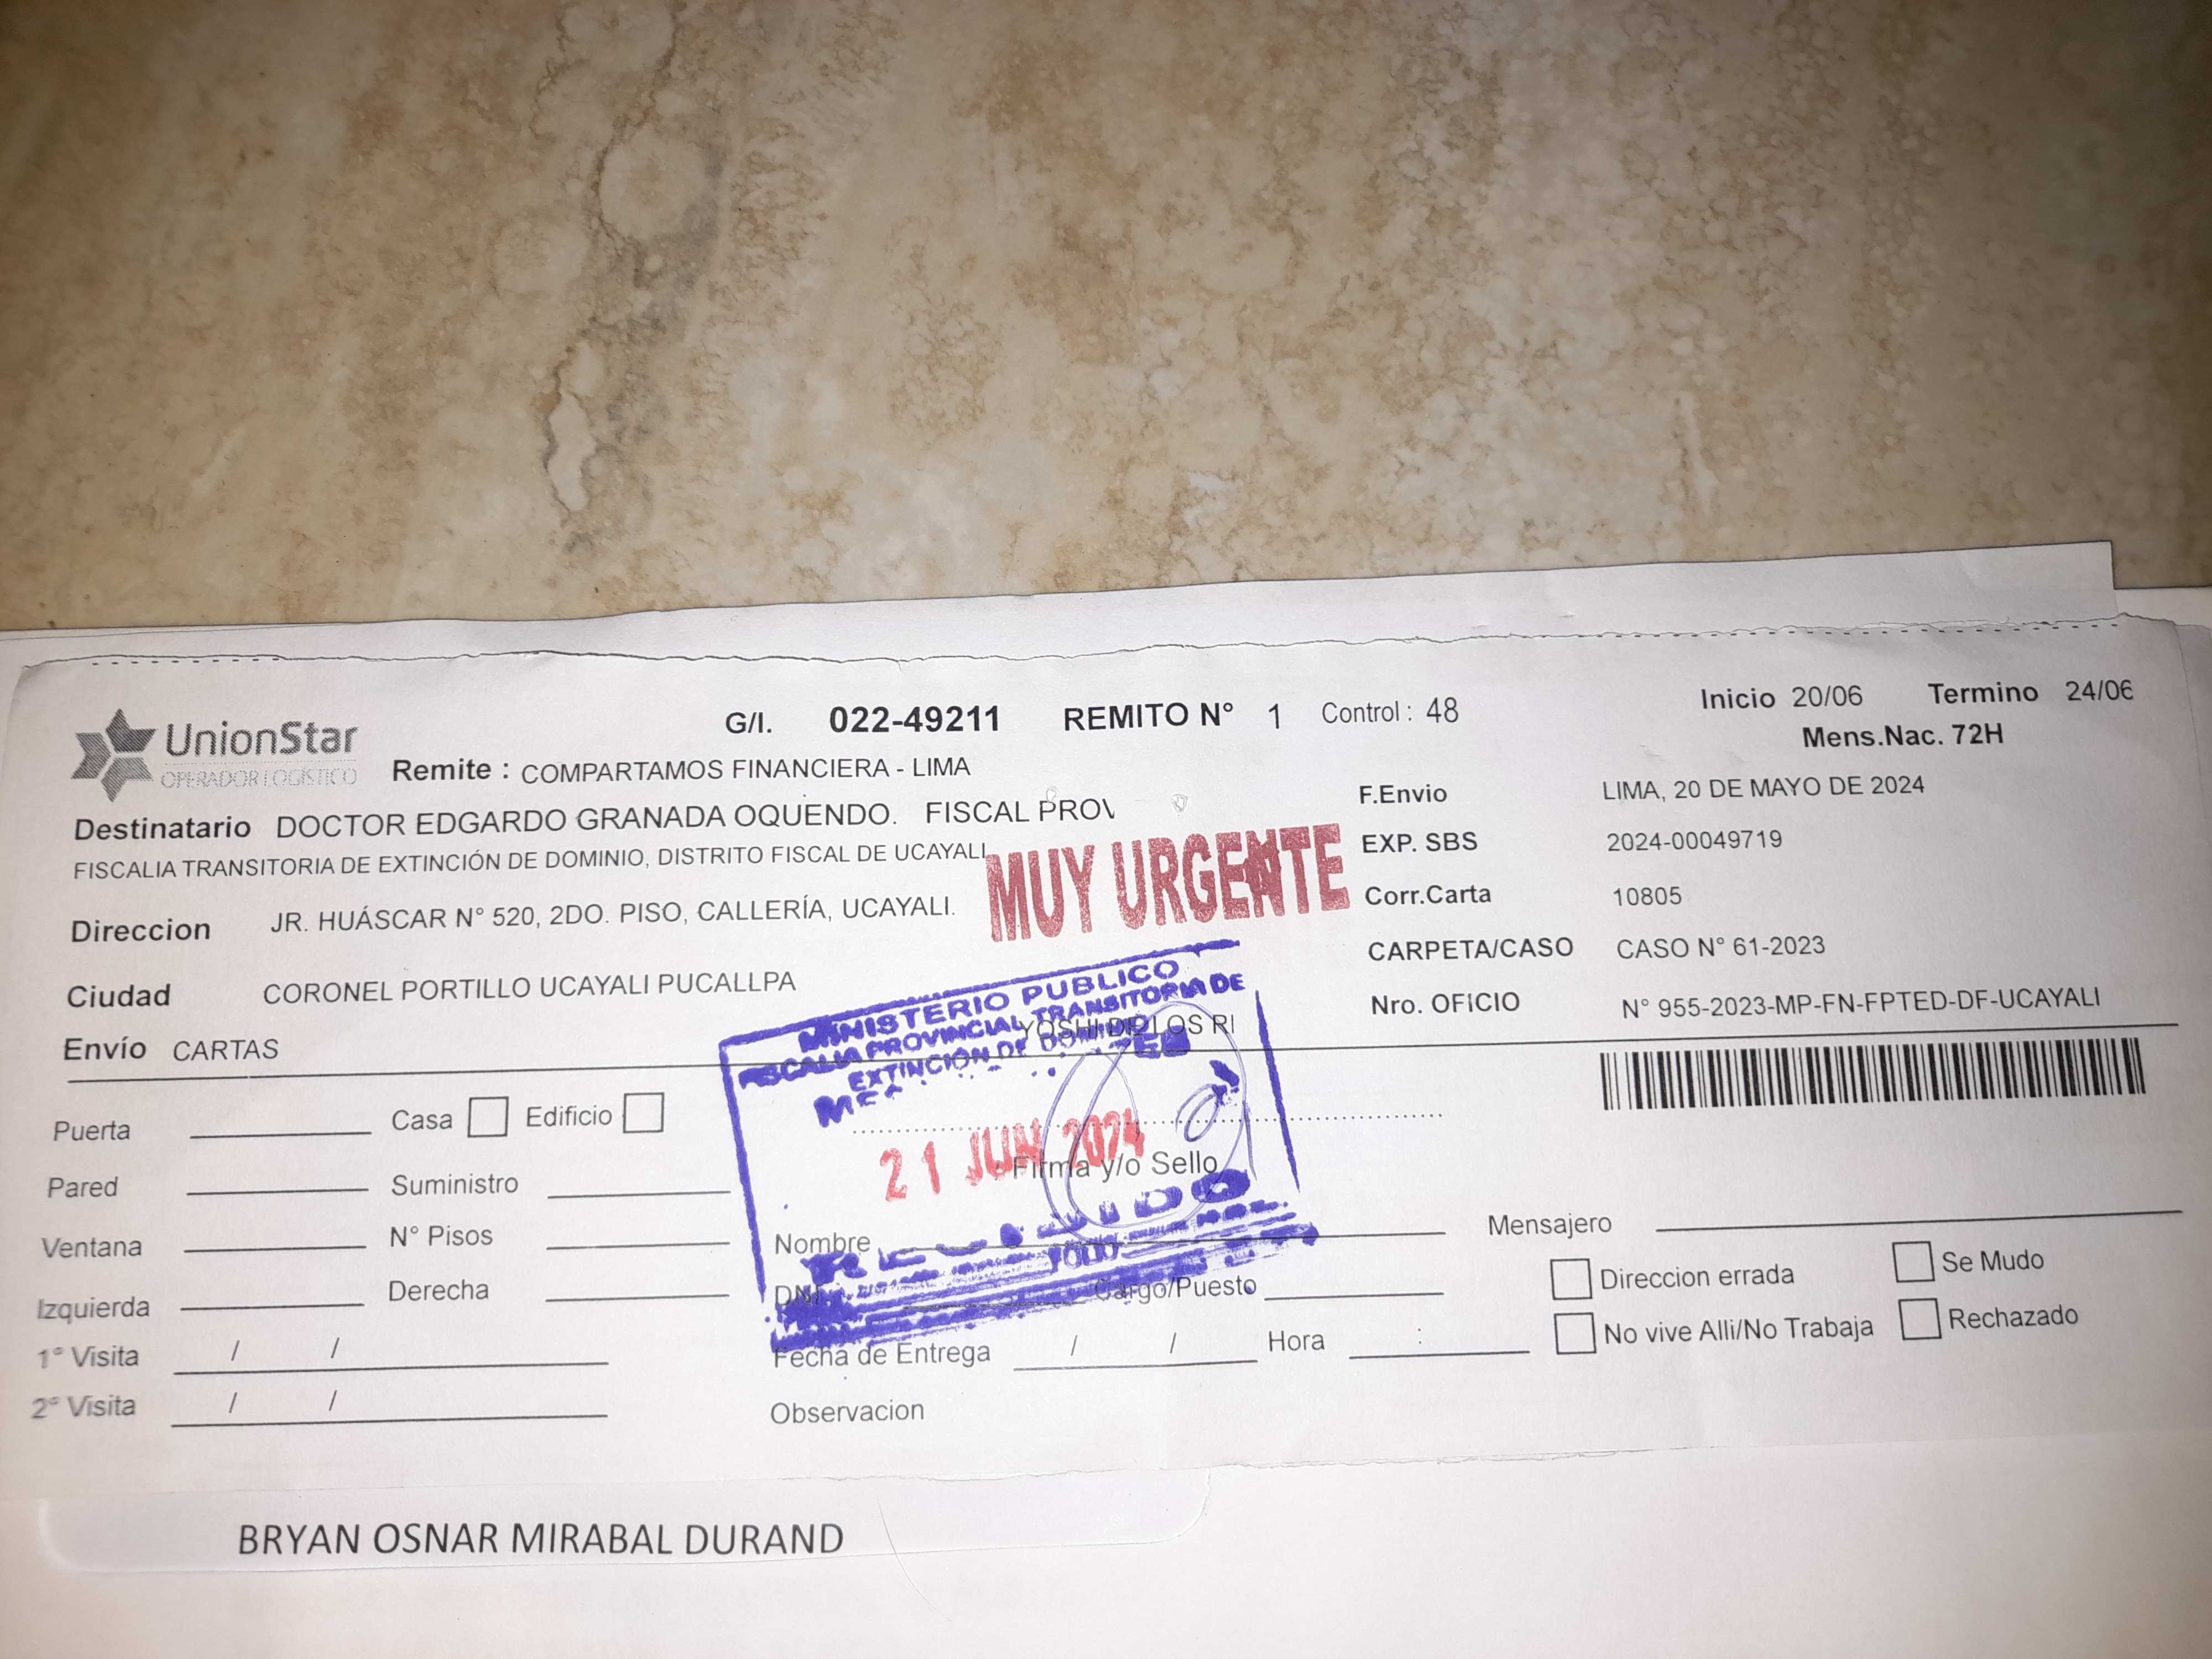 UnionStar
OPERADOR LOGÍSTICO
G/I. 022-49211 REMITO N° 1 Control : 48
Inicio 20/06 Termino 24/06
Mens.Nac. 72H
Remite : COMPARTAMOS FINANCIERA - LIMA
Destinatario DOCTOR EDGARDO GRANADA OQUENDO. FISCAL PROV
FISCALIA TRANSITORIA DE EXTINCIÓN DE DOMINIO, DISTRITO FISCAL DE UCAYALI
Direccion JR. HUÁSCAR N° 520, 2DO. PISO, CALLERÍA, UCAYALI.
Ciudad CORONEL PORTILLO UCAYALI PUCALLPA
Envío CARTAS
MUY URGENTE
F.Envio LIMA, 20 DE MAYO DE 2024
EXP. SBS 2024-00049719
Corr.Carta 10805
CARPETA/CASO CASO N° 61-2023
Nro. OFICIO N° 955-2023-MP-FN-FPTED-DF-UCAYALI
MINISTERIO PUBLICO
FISCALIA PROVINCIAL TRANSITORIA DE
EXTINCION DE DOMINIO
YOSHI DE LOS RI
21 JUN 2024
RECIBIDO
Puerta Casa Edificio
Pared Suministro
Ventana N° Pisos
Izquierda Derecha
1° Visita / /
2° Visita / /
Firma y/o Sello
Nombre
DNI Cargo/Puesto
Fecha de Entrega / / Hora :
Observacion
Mensajero
Direccion errada Se Mudo
No vive Alli/No Trabaja Rechazado
BRYAN OSNAR MIRABAL DURAND